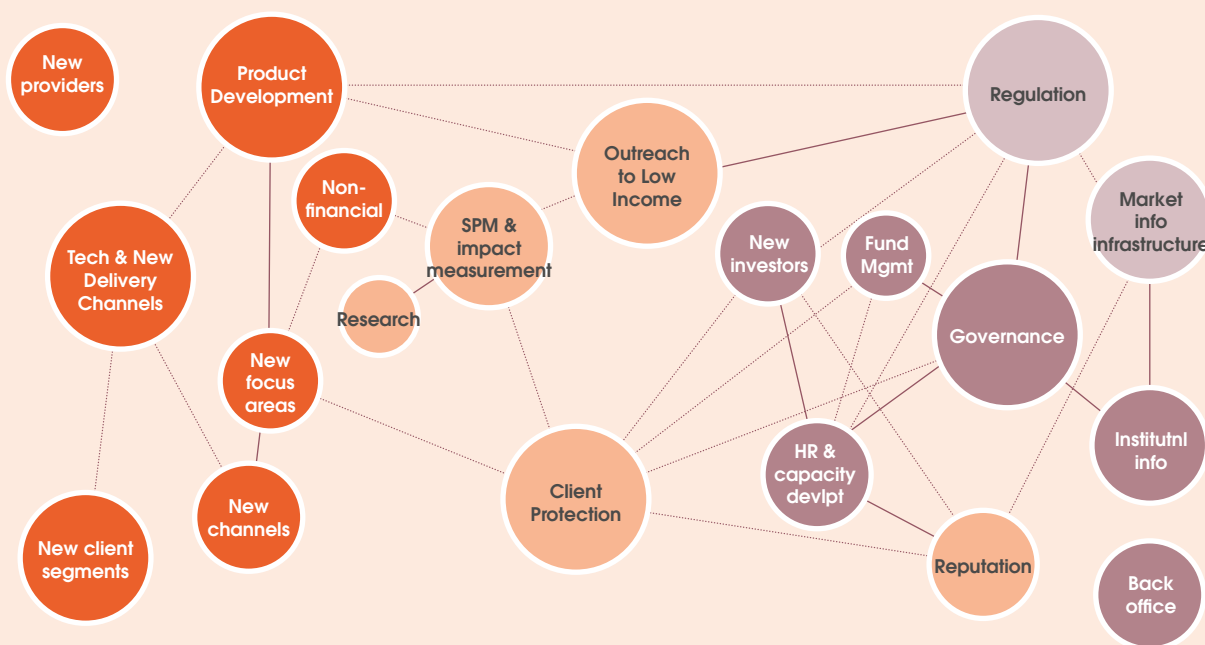 New
providers
Product
Development
Regulation
Outreach
to Low
Income
Non-
financial
SPM &
impact
measurement
New
investors
Fund
Mgmt
Market
info
infrastructure
Tech & New
Delivery
Channels
Research
Governance
New
focus
areas
HR &
capacity
devlpt
Institutnl
info
Client
Protection
New
channels
New client
segments
Reputation
Back
office